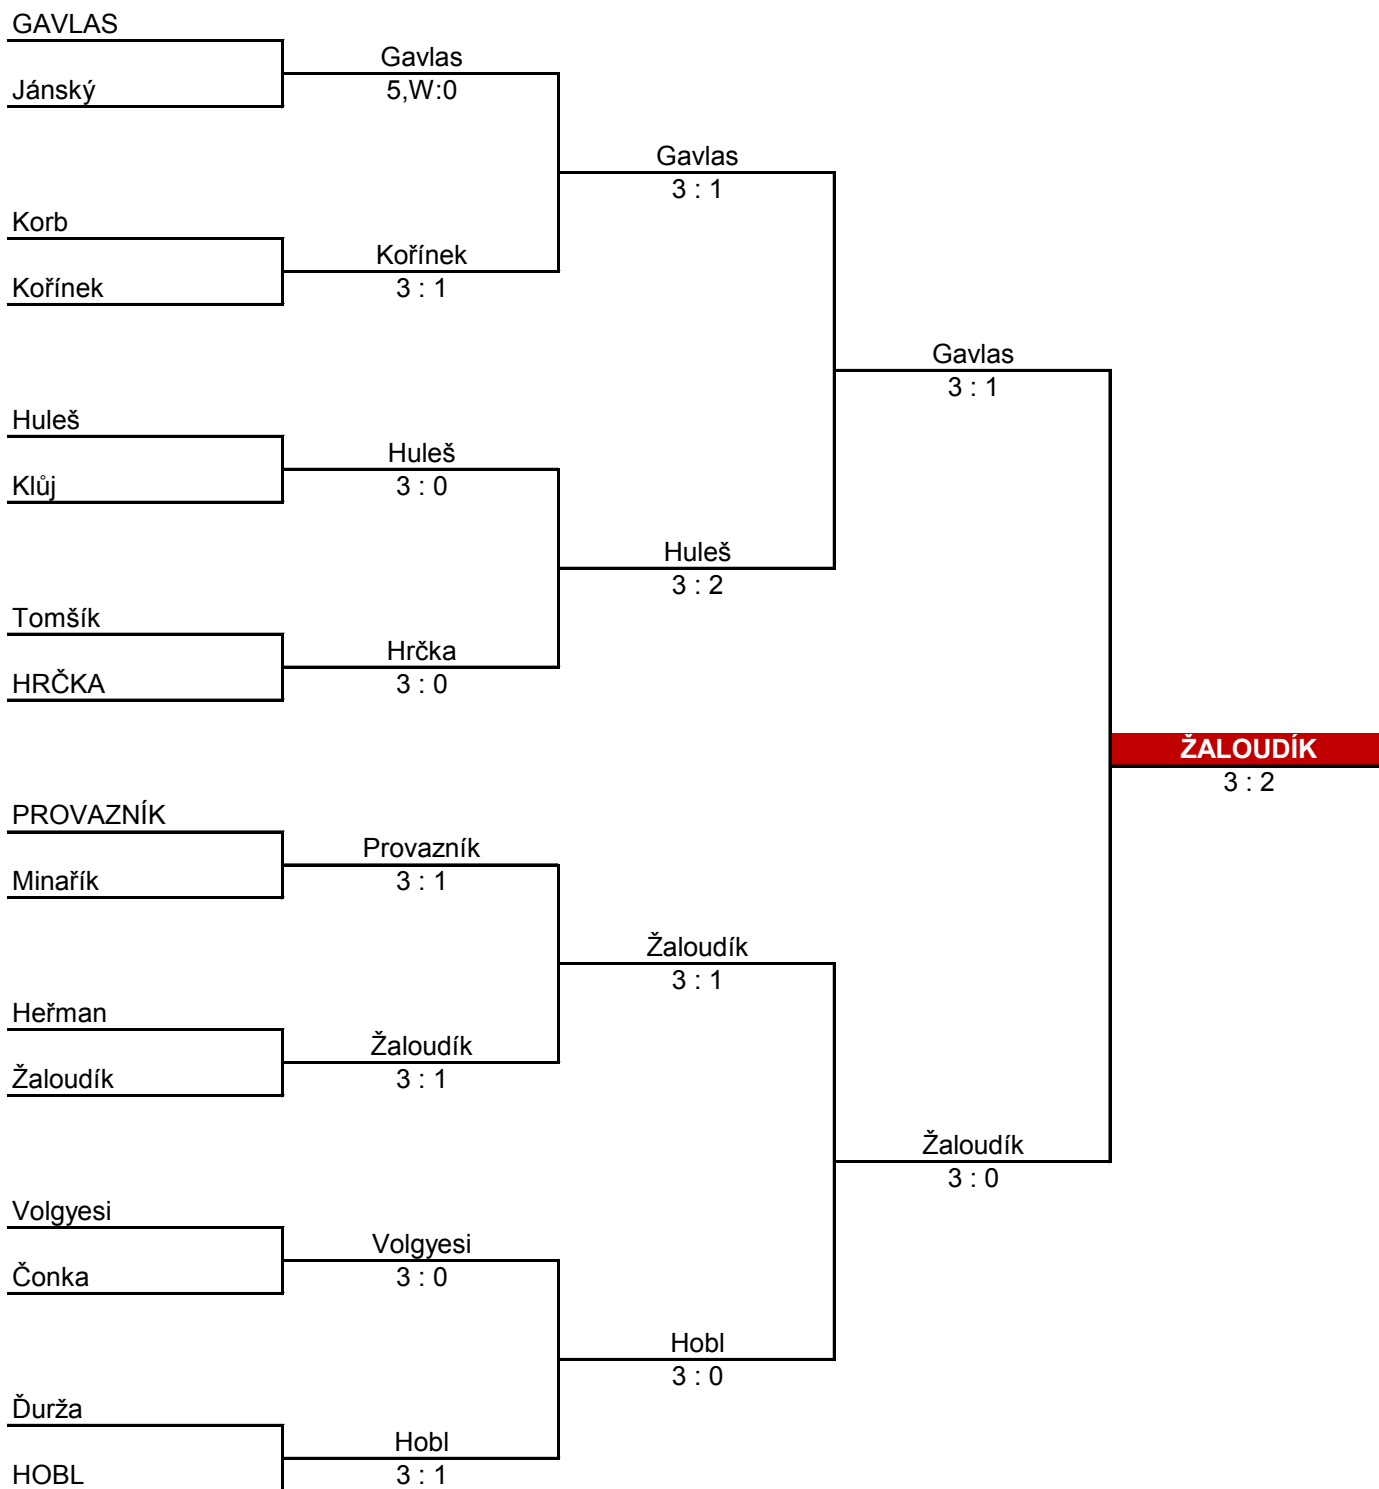 GAVLAS
Gavlas
Jánský
5,W:0
Gavlas
3 : 1
Korb
Kořínek
Kořínek
3 : 1
Gavlas
3 : 1
Huleš
Huleš
Klůj
3 : 0
Huleš
3 : 2
Tomšík
Hrčka
HRČKA
3 : 0
ŽALOUDÍK
3 : 2
PROVAZNÍK
Provazník
Minařík
3 : 1
Žaloudík
3 : 1
Heřman
Žaloudík
Žaloudík
3 : 1
Žaloudík
3 : 0
Volgyesi
Volgyesi
Čonka
3 : 0
Hobl
3 : 0
Ďurža
Hobl
HOBL
3 : 1